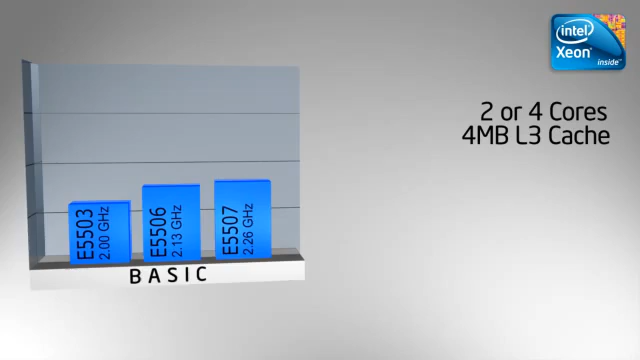 intel
Xeon
inside™
2 or 4 Cores
4MB L3 Cache
E5503
2.00 GHz
E5506
2.13 GHz
E5507
2.26 GHz
BASIC